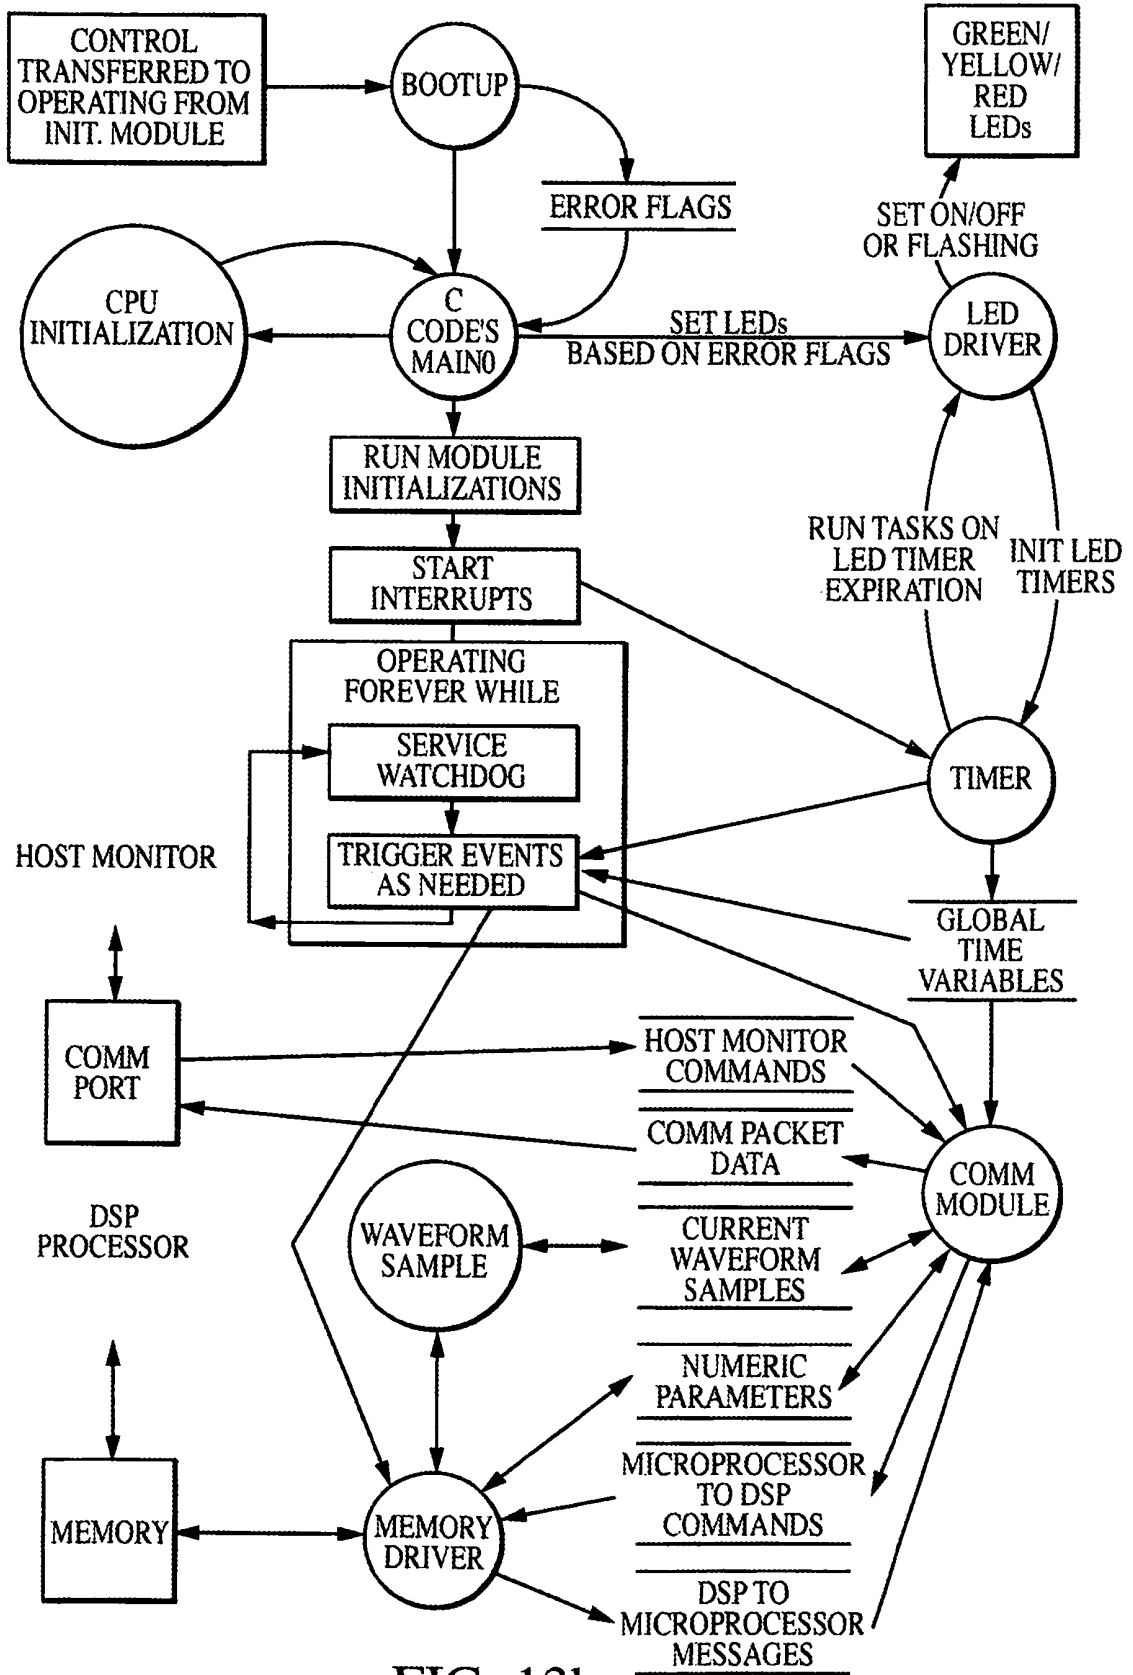 CONTROL
TRANSFERRED TO
OPERATING FROM
INIT. MODULE
BOOTUP
GREEN/
YELLOW/
RED
LEDs
ERROR FLAGS
SET ON/OFF
OR FLASHING
CPU
INITIALIZATION
C
CODE'S
MAIN0
SET LEDs
BASED ON ERROR FLAGS
LED
DRIVER
RUN MODULE
INITIALIZATIONS
START
INTERRUPTS
RUN TASKS ON
LED TIMER
EXPIRATION
INIT LED
TIMERS
OPERATING
FOREVER WHILE
SERVICE
WATCHDOG
TIMER
TRIGGER EVENTS
AS NEEDED
HOST MONITOR
GLOBAL
TIME
VARIABLES
COMM
PORT
HOST MONITOR
COMMANDS
COMM PACKET
DATA
COMM
MODULE
DSP
PROCESSOR
WAVEFORM
SAMPLE
CURRENT
WAVEFORM
SAMPLES
NUMERIC
PARAMETERS
MICROPROCESSOR
TO DSP
COMMANDS
MEMORY
MEMORY
DRIVER
DSP TO
MICROPROCESSOR
MESSAGES